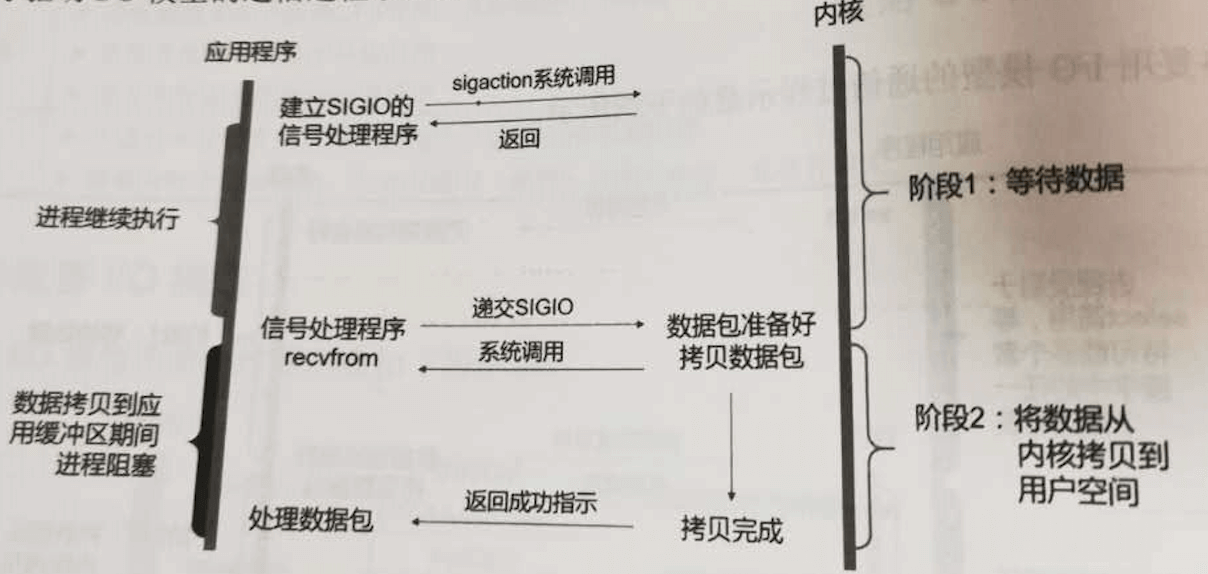 内核
应用程序
sigaction系统调用
建立SIGIO的
信号处理程序
返回
阶段1：等待数据
进程继续执行
递交SIGIO
信号处理程序
recvfrom
系统调用
数据包准备好
拷贝数据包
数据拷贝到应
用缓冲区期间
进程阻塞
阶段2：将数据从
内核拷贝到
用户空间
返回成功指示
处理数据包
拷贝完成